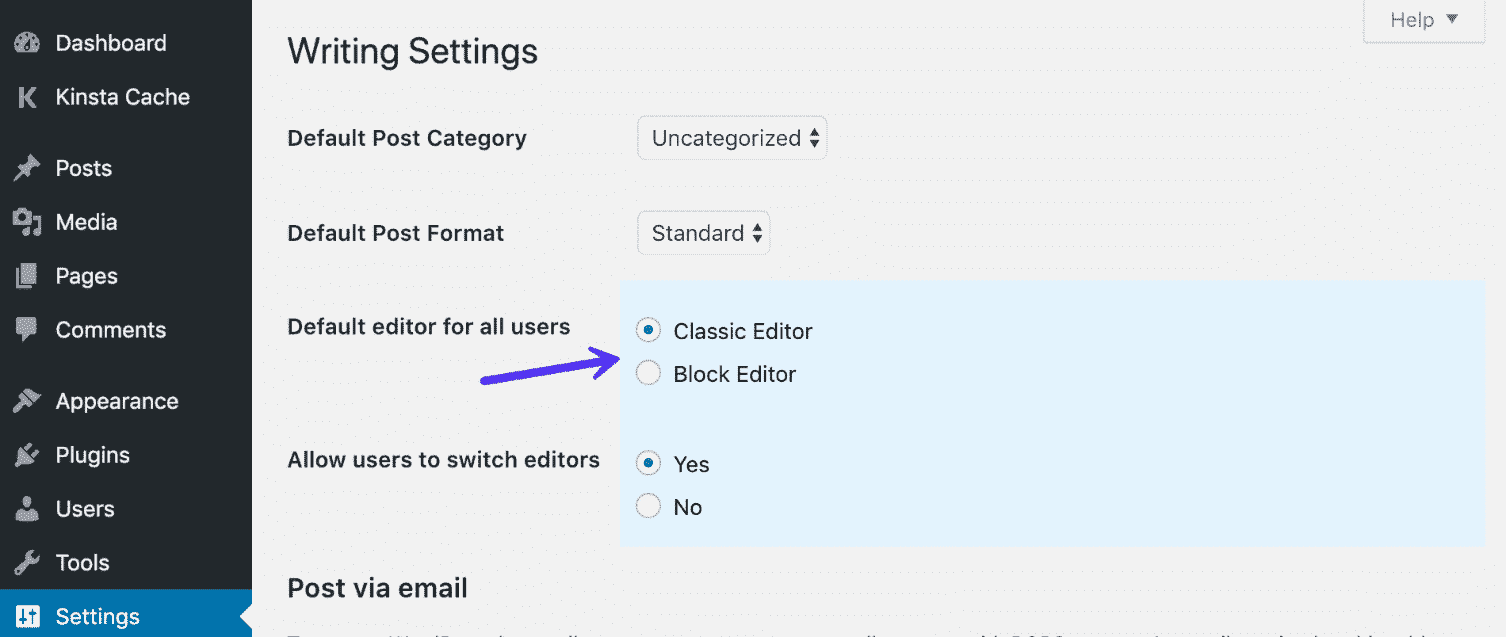 Help
Writing Settings
Dashboard
Kinsta Cache
Posts
Media
Pages
Comments
Appearance
Plugins
Users
Tools
Settings
Default Post Category
Uncategorized
Default Post Format
Standard
Default editor for all users
Classic Editor
Block Editor
Allow users to switch editors
Yes
No
Post via email